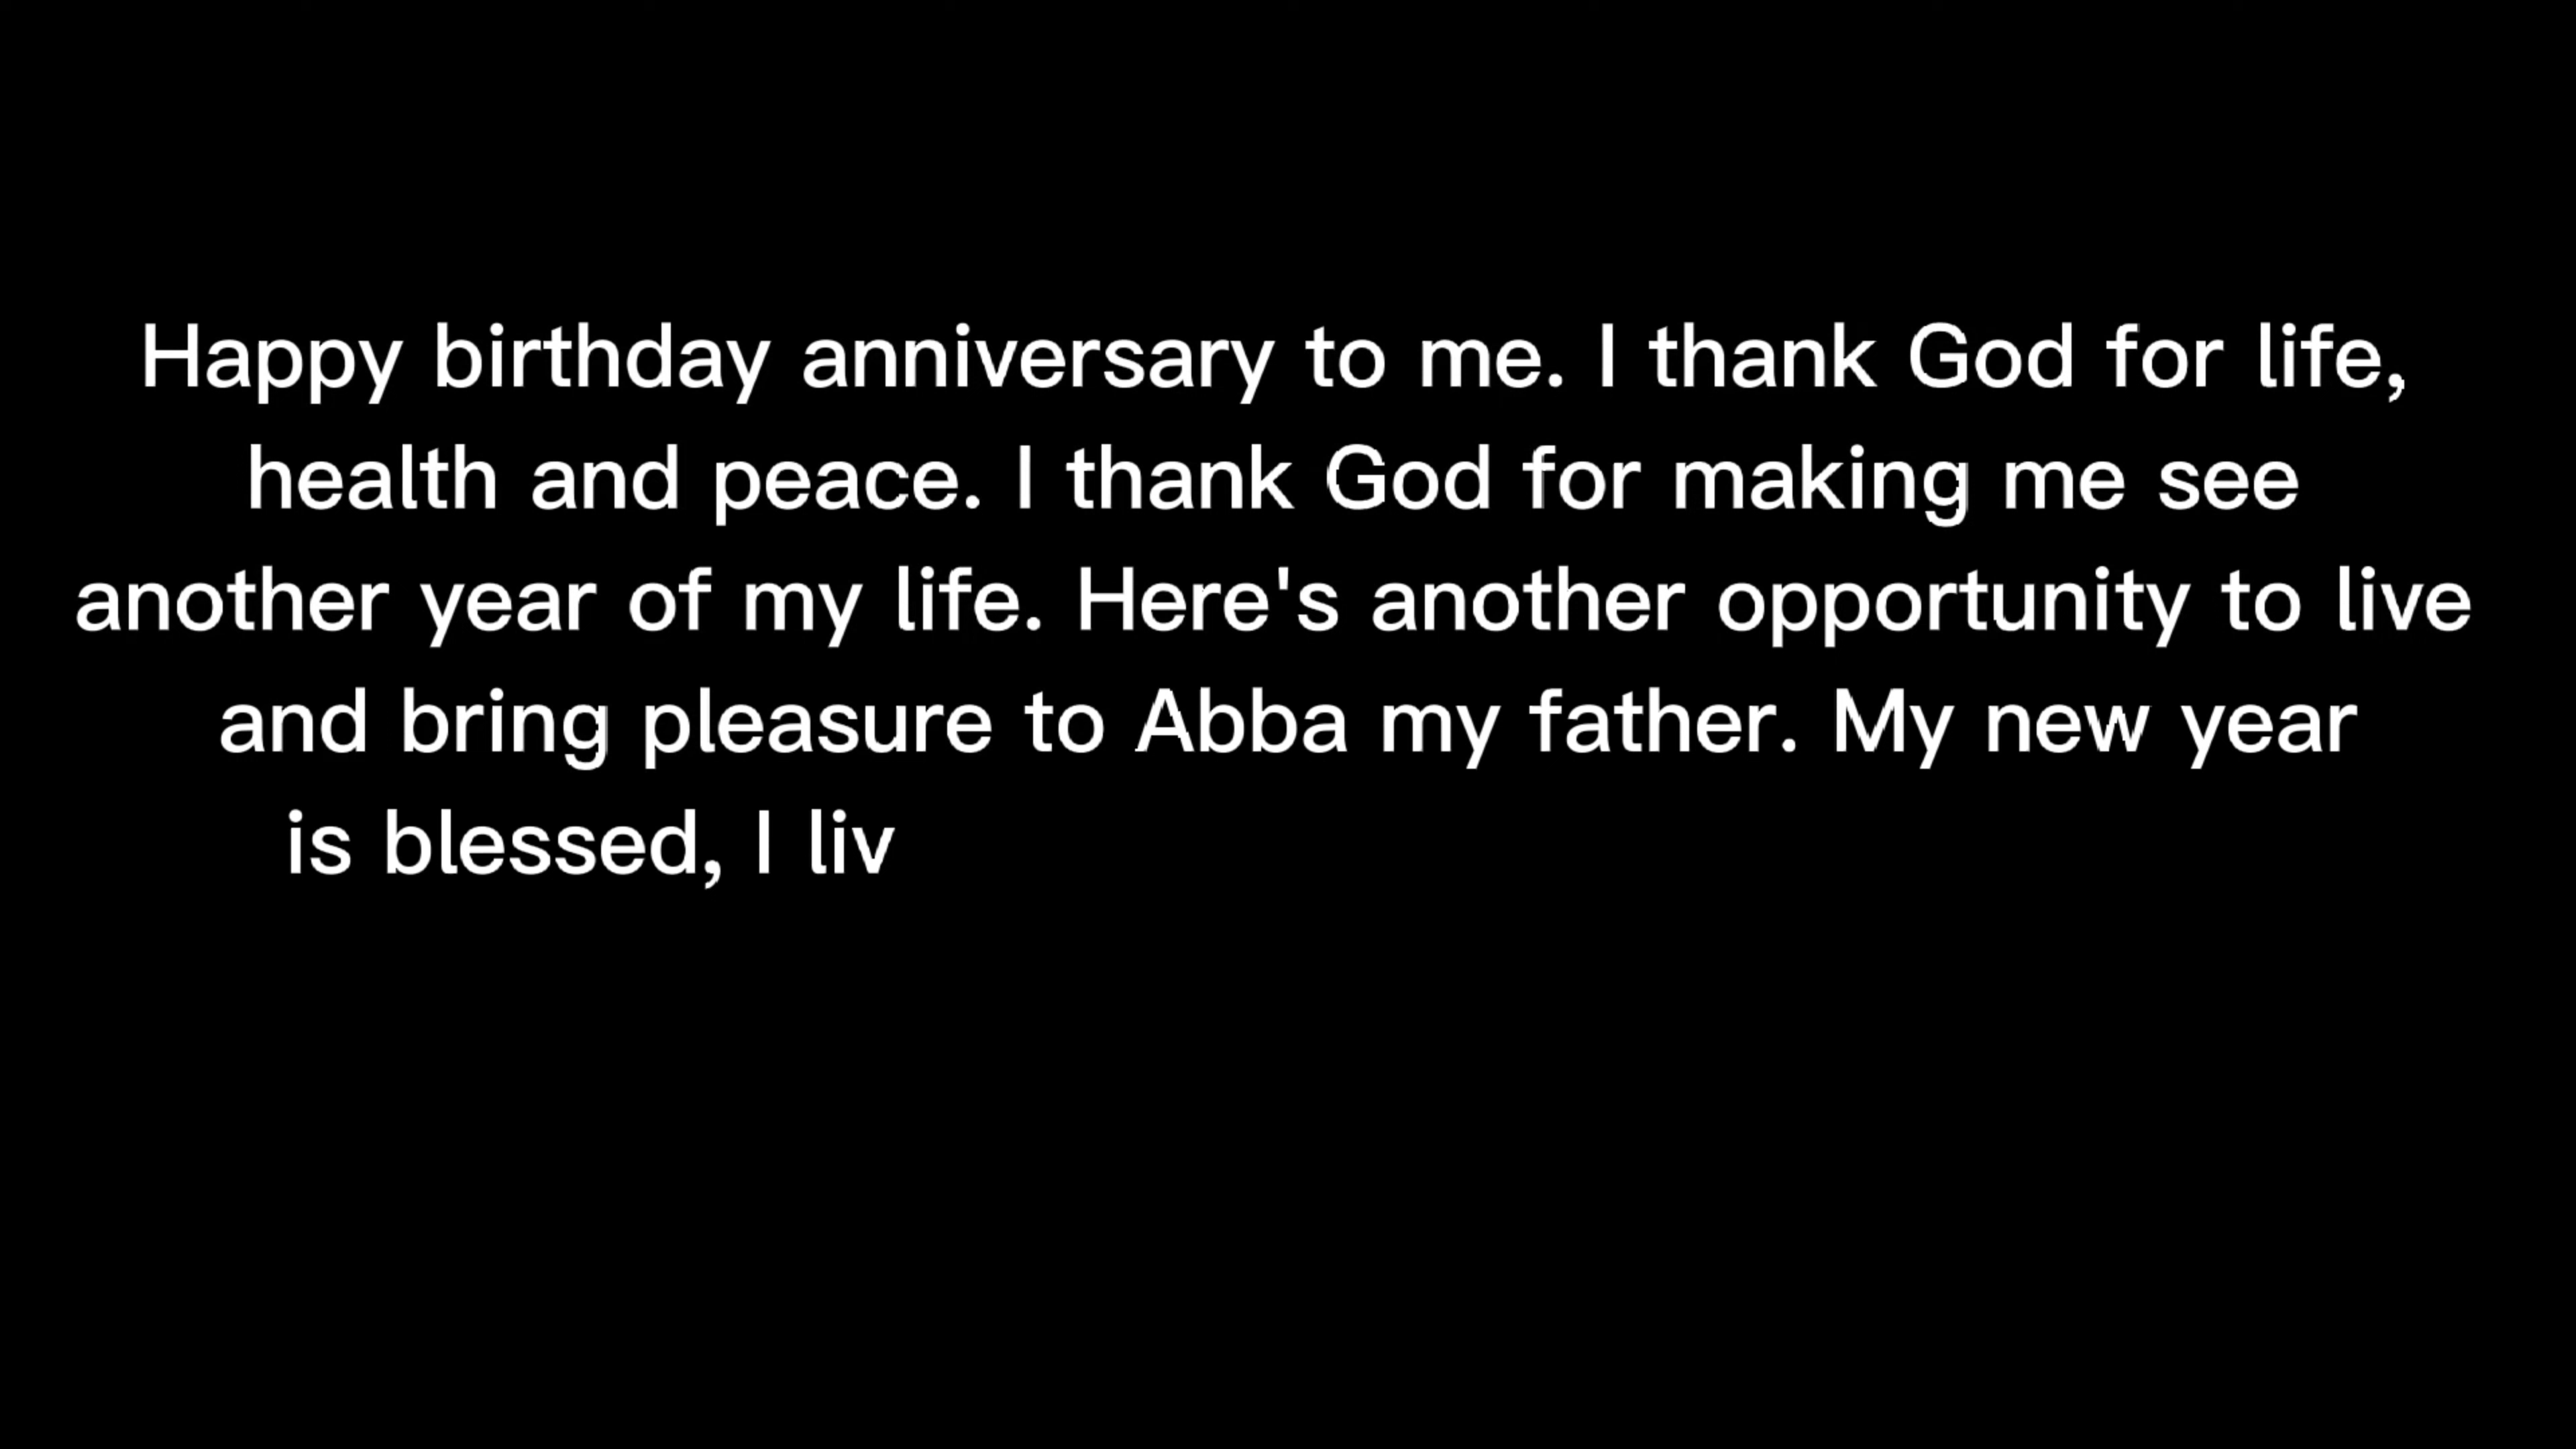 Happy birthday anniversary to me. I thank God for life,
health and peace. I thank God for making me see
another year of my life. Here's another opportunity to live
and bring pleasure to Abba my father. My new year
is blessed, I liv